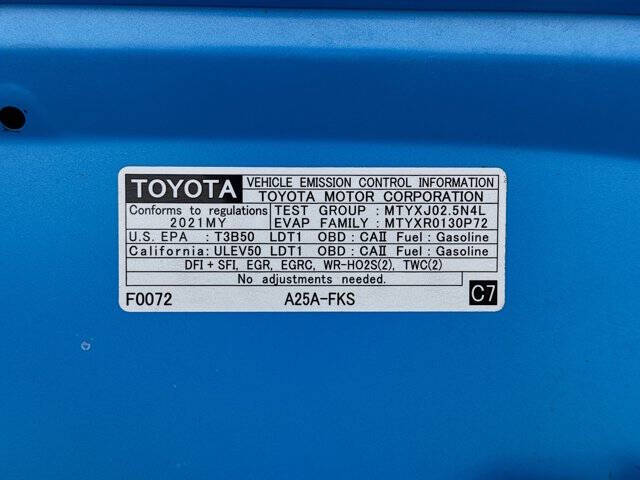 TOYOTA VEHICLE EMISSION CONTROL INFORMATION
TOYOTA MOTOR CORPORATION
Conforms to regulations TEST GROUP : MTYXJ02.5N4L
2021MY EVAP FAMILY : MTYXR0130P72
U.S. EPA : T3B50 LDT1 OBD : CAII Fuel : Gasoline
California: ULEV50 LDT1 OBD : CAII Fuel : Gasoline
DFI + SFI, EGR, EGRC, WR-HO2S(2), TWC(2)
No adjustments needed.
F0072 A25A-FKS C7